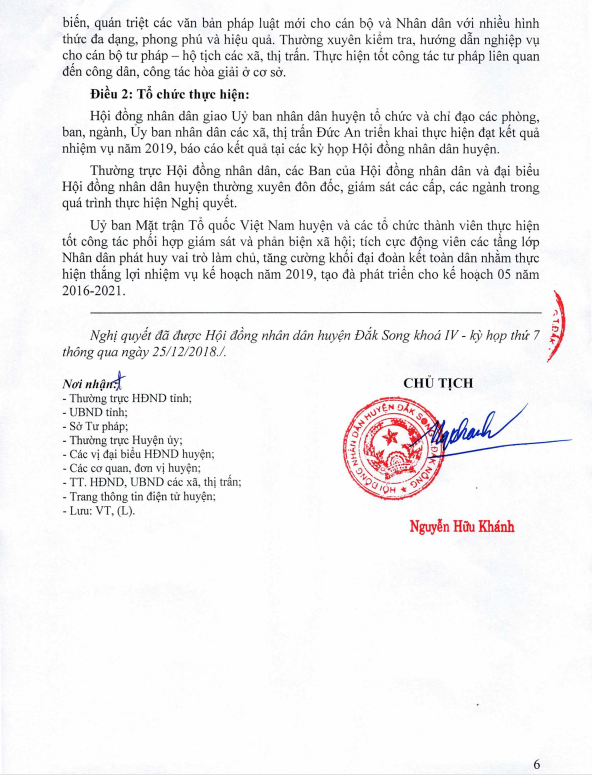 biến, quán triệt các văn bản pháp luật mới cho cán bộ và Nhân dân với nhiều hình
thức đa dạng, phong phú và hiệu quả. Thường xuyên kiểm tra, hướng dẫn nghiệp vụ
cho cán bộ tư pháp – hộ tịch các xã, thị trấn. Thực hiện tốt công tác tư pháp liên quan
đến công dân, công tác hòa giải ở cơ sở.
Điều 2: Tổ chức thực hiện:
Hội đồng nhân dân giao Uỷ ban nhân dân huyện tổ chức và chỉ đạo các phòng,
ban, ngành, Ủy ban nhân dân các xã, thị trấn Đức An triển khai thực hiện đạt kết quả
nhiệm vụ năm 2019, báo cáo kết quả tại các kỳ họp Hội đồng nhân dân huyện.
Thường trực Hội đồng nhân dân, các Ban của Hội đồng nhân dân và đại biểu
Hội đồng nhân dân huyện thường xuyên đôn đốc, giám sát các cấp, các ngành trong
quá trình thực hiện Nghị quyết.
Uỷ ban Mặt trận Tổ quốc Việt Nam huyện và các tổ chức thành viên thực hiện
tốt công tác phối hợp giám sát và phản biện xã hội; tích cực động viên các tầng lớp
Nhân dân phát huy vai trò làm chủ, tăng cường khối đại đoàn kết toàn dân nhằm thực
hiện thắng lợi nhiệm vụ kế hoạch năm 2019, tạo đà phát triển cho kế hoạch 05 năm
2016-2021.
Nghị quyết đã được Hội đồng nhân dân huyện Đắk Song khoá IV - kỳ họp thứ 7
thông qua ngày 25/12/2018./.
Nơi nhận:
- Thường trực HĐND tỉnh;
- UBND tỉnh;
- Sở Tư pháp;
- Thường trực Huyện ủy;
- Các vị đại biểu HĐND huyện;
- Các cơ quan, đơn vị huyện;
- TT. HĐND, UBND các xã, thị trấn;
- Trang thông tin điện tử huyện;
- Lưu: VT, (L).
CHỦ TỊCH
HỘI ĐỒNG NHÂN DÂN HUYỆN ĐẮK SONG
Nguyễn Hữu Khánh
6